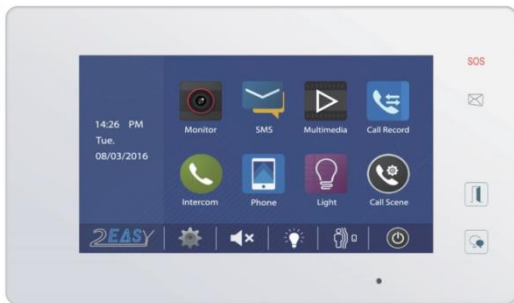 SOS
14:26 PM
Tue.
08/03/2016
Monitor SMS Multimedia Call Record
Intercom Phone Light Call Scene
2EASY